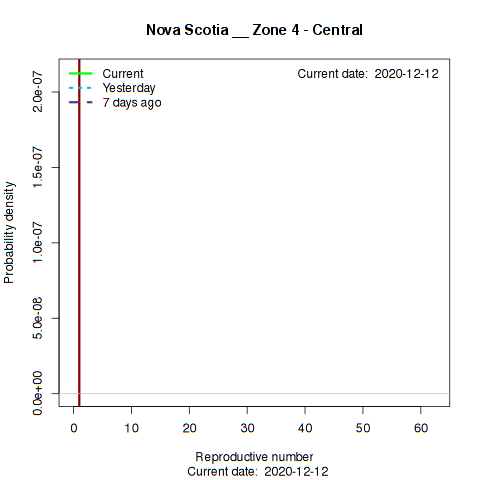 Nova Scotia __ Zone 4 - Central
Current
Yesterday
7 days ago
Current date:  2020-12-12
Probability density
0.0e+00
5.0e-08
1.0e-07
1.5e-07
2.0e-07
0 10 20 30 40 50 60
Reproductive number
Current date:  2020-12-12